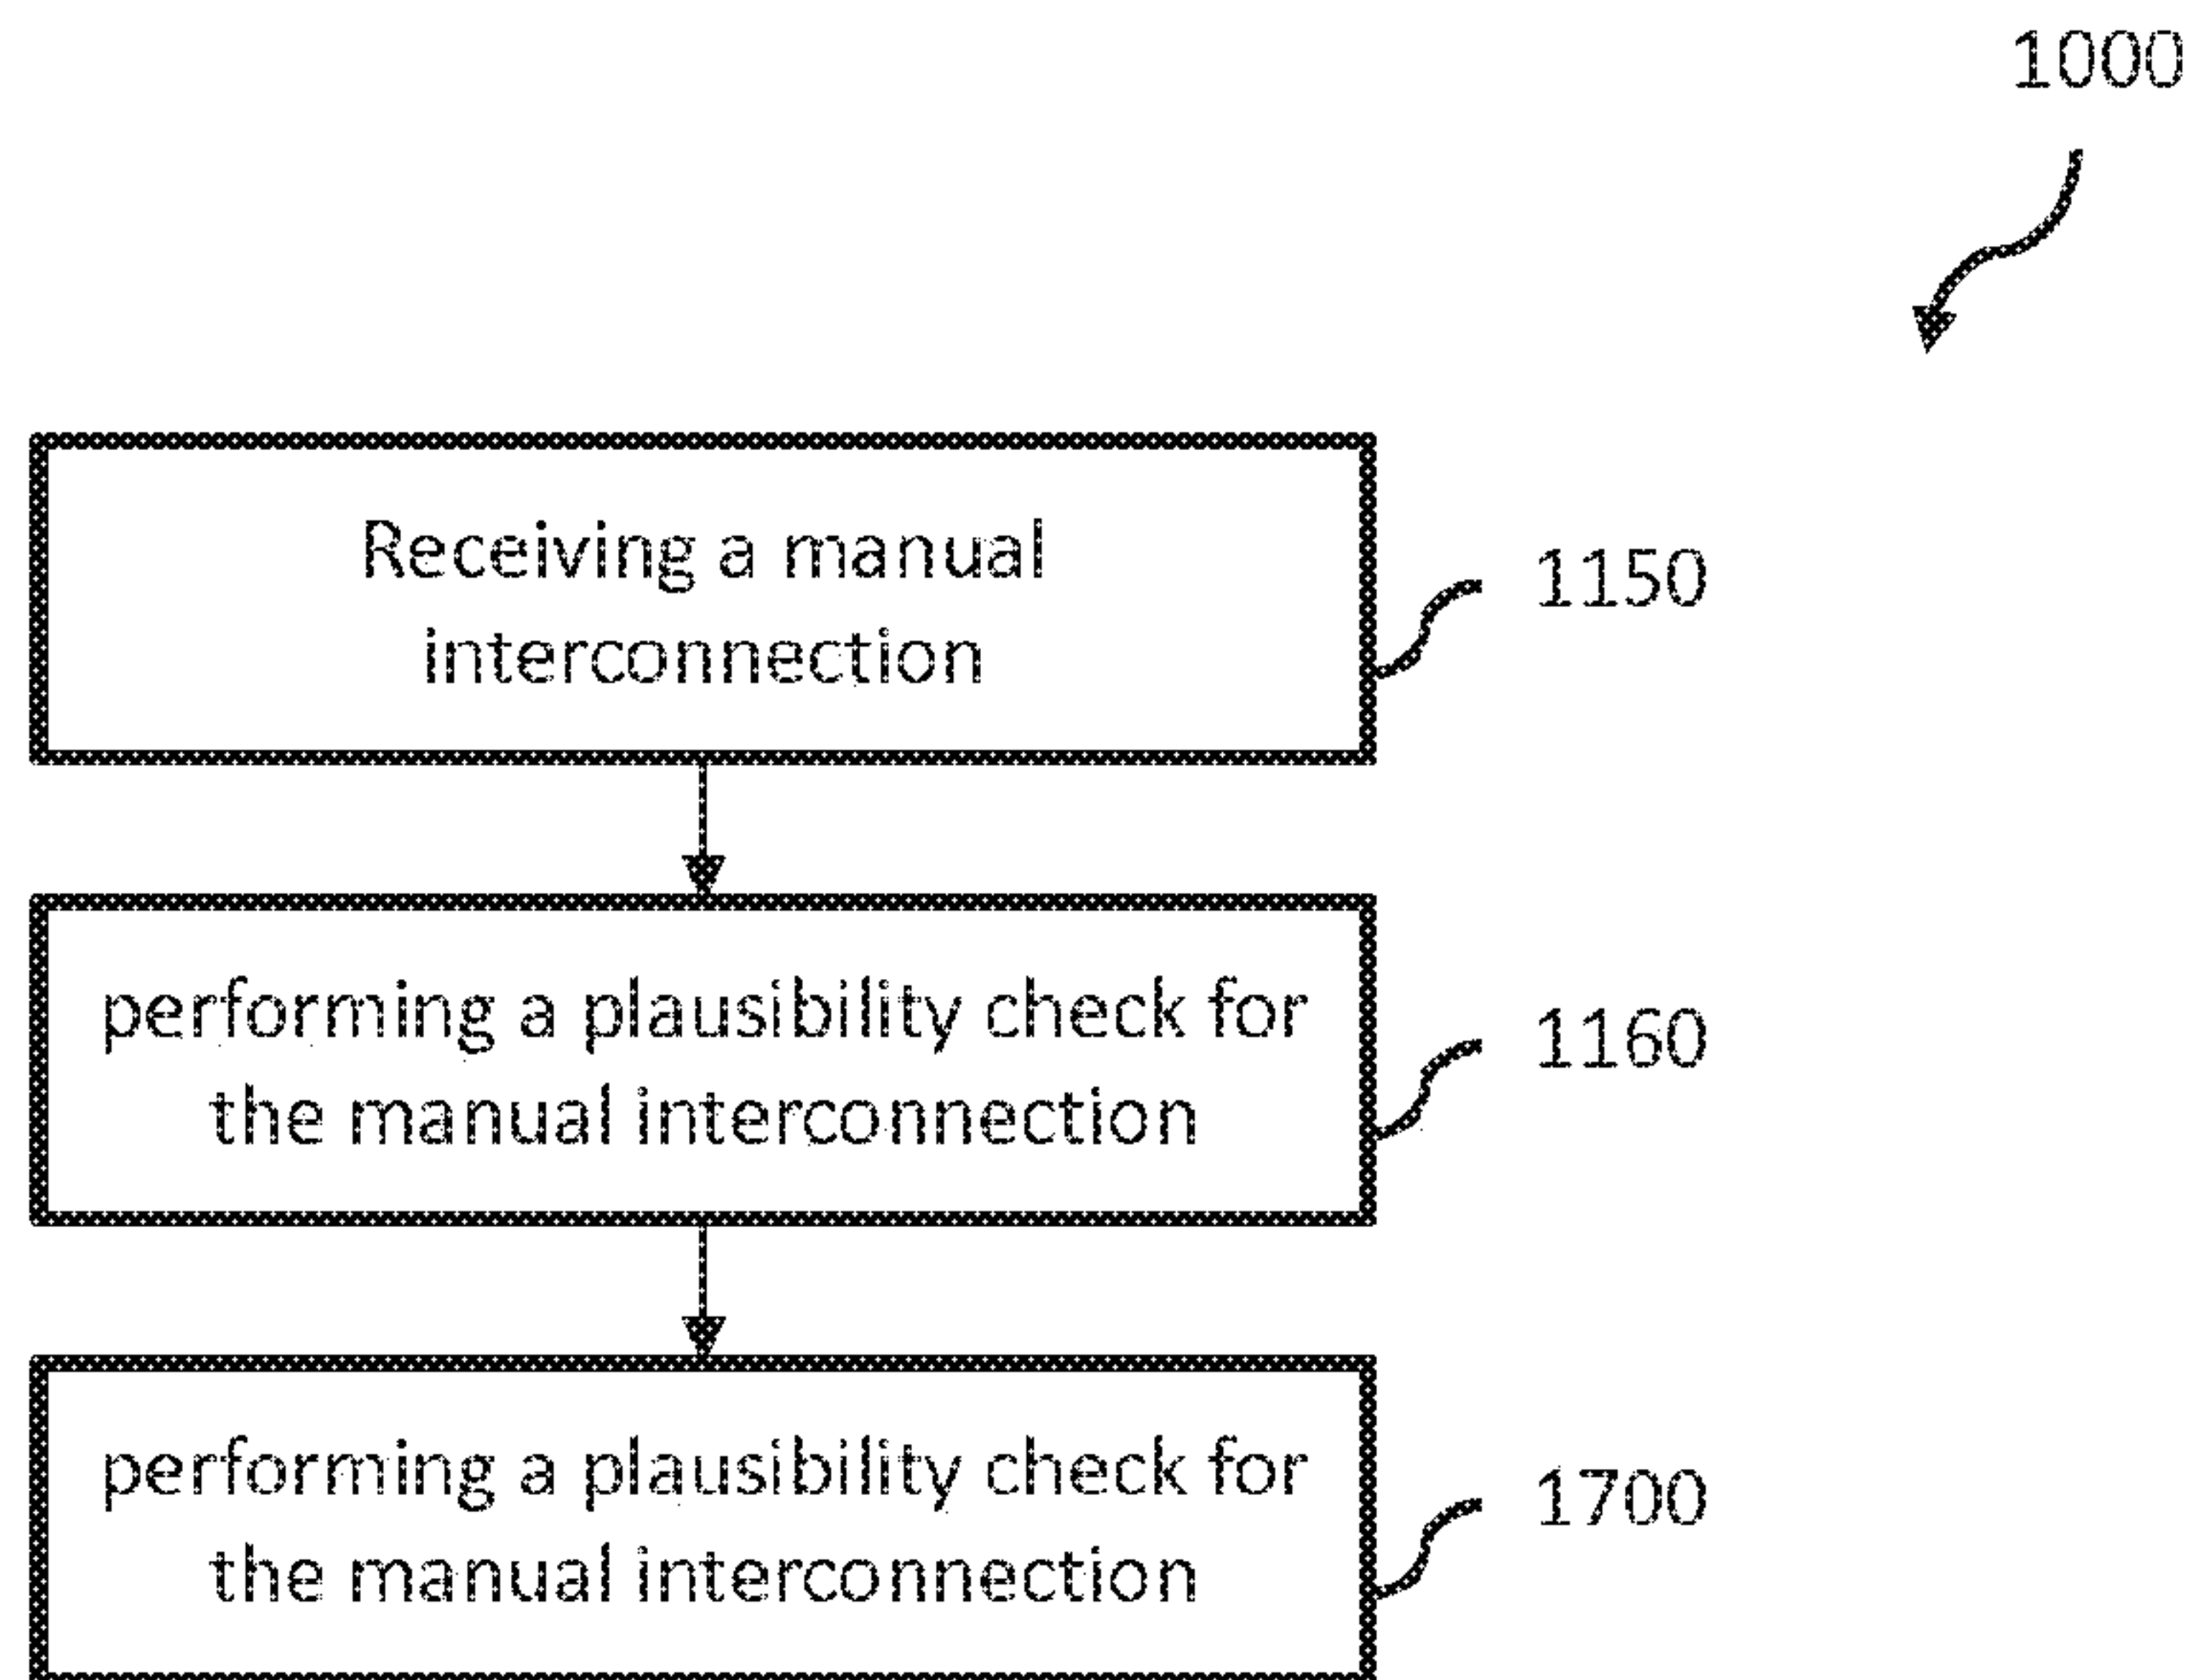 1000
Receiving a manual
interconnection
1150
performing a plausibility check for
the manual interconnection
1160
performing a plausibility check for
the manual interconnection
1700